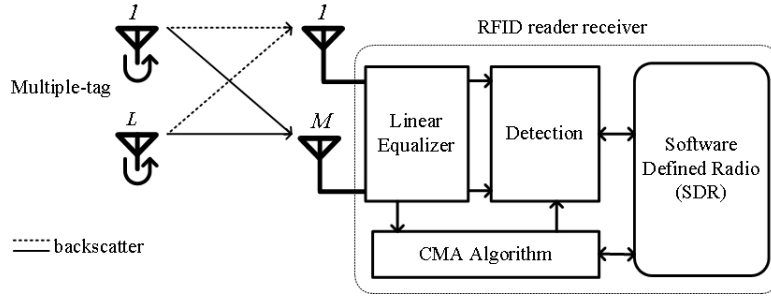 1
1
RFID reader receiver
Multiple-tag
L
M
Linear
Equalizer
Detection
Software
Defined Radio
(SDR)
backscatter
CMA Algorithm